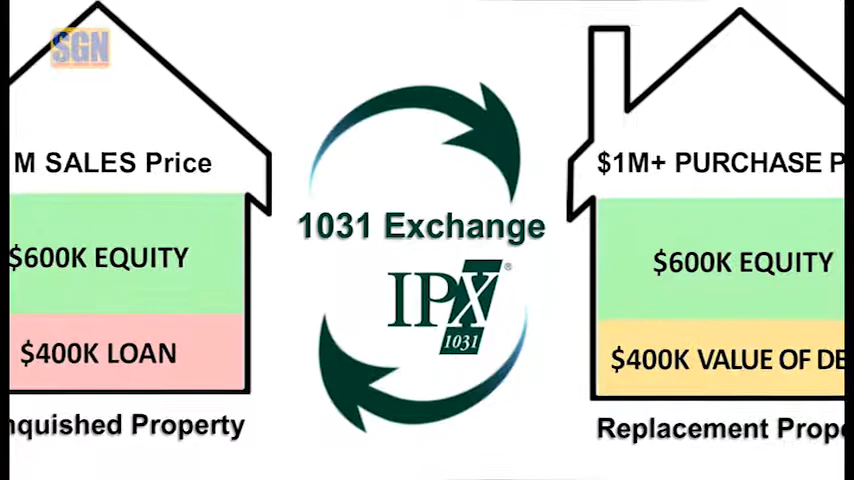 SGN
M SALES Price
$600K EQUITY
$400K LOAN
nquished Property
1031 Exchange
IPX®
1031
$1M+ PURCHASE P
$600K EQUITY
$400K VALUE OF DE
Replacement Prope